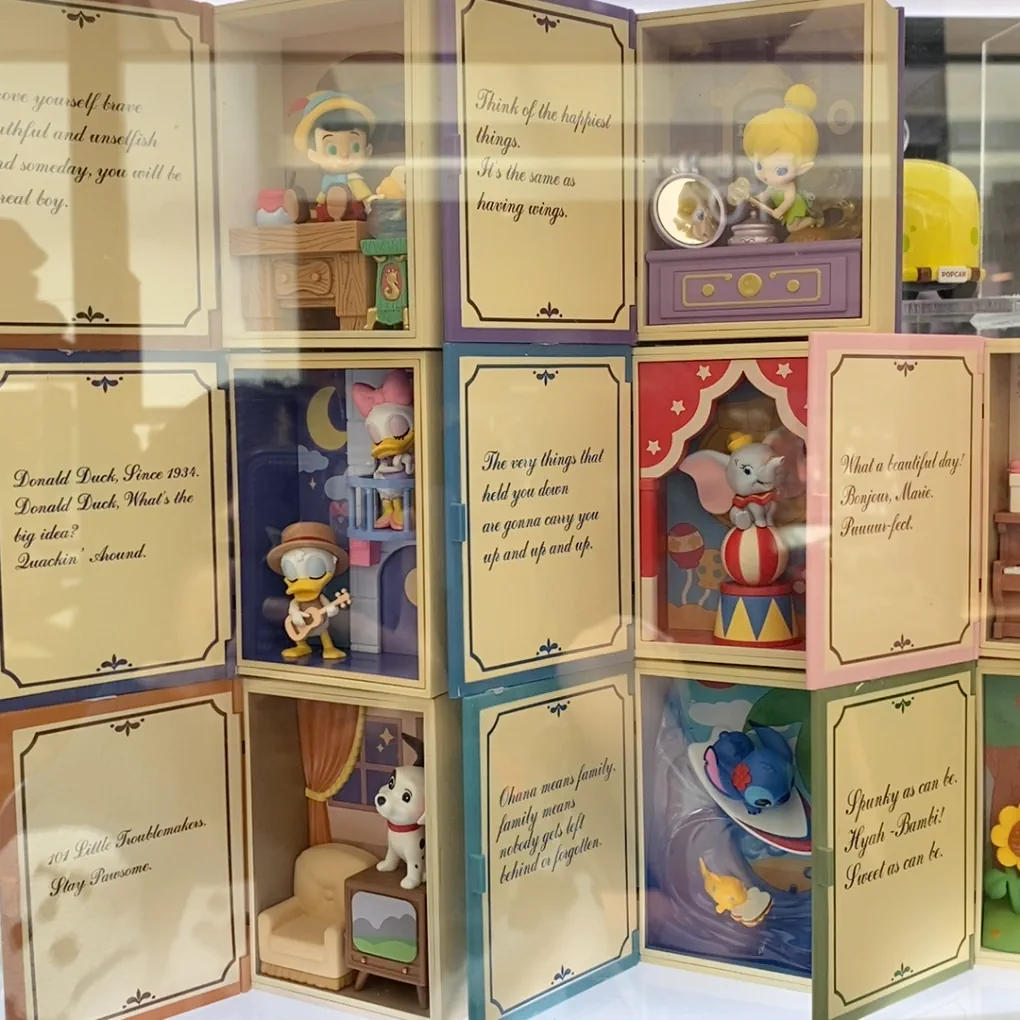 yourself brave
and unselfish
someday, you will be
real boy.
Think of the happiest
things.
It's the same as
having wings.
POPCAR
Donald Duck, Since 1934.
Donald Duck, What's the
big idea?
Quackin' Around.
The very things that
held you down
are gonna carry you
up and up and up.
What a beautiful day!
Bonjour, Marie.
Puuuur-fect.
101 Little Troublemakers.
Stay Pawsome.
Ohana means family.
family means
nobody gets left
behind or forgotten.
Spunky as can be.
Hyah -Bambi!
Sweet as can be.